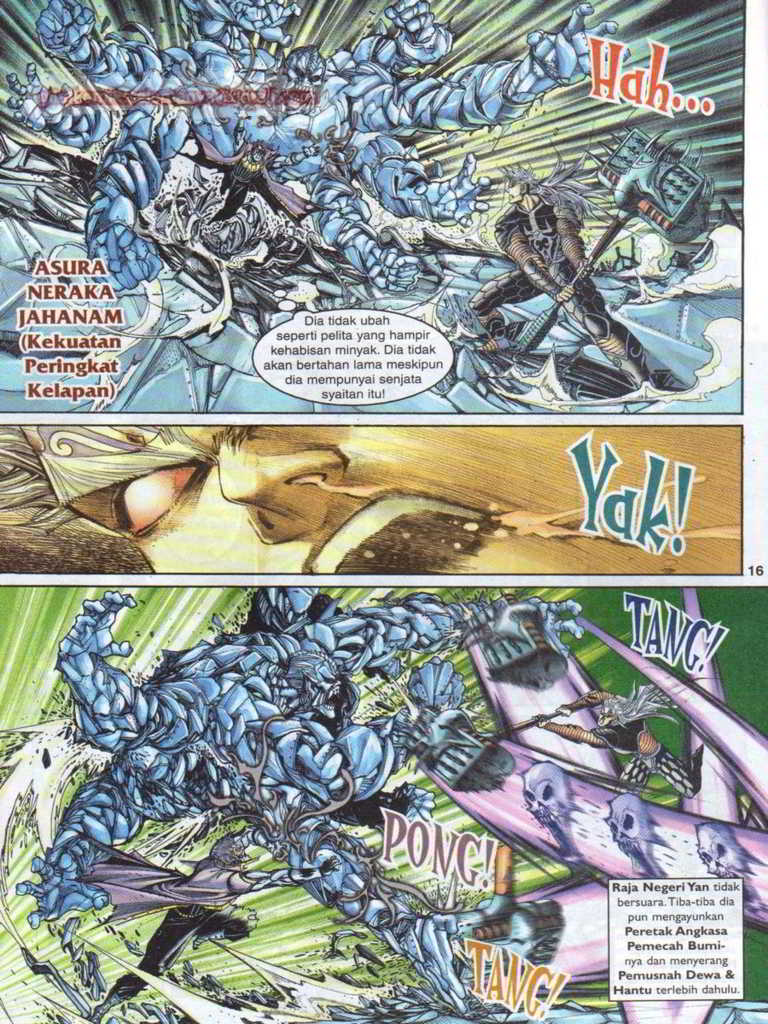 Hah...
ASURA
NERAKA
JAHANAM
(Kekuatan
Peringkat
Kelapan)
Dia tidak ubah
seperti pelita yang hampir
kehabisan minyak. Dia tidak
akan bertahan lama meskipun
dia mempunyai senjata
syaitan itu!
Yak!
16
TANG!
PONG!
TANG!
Raja Negeri Yan tidak
bersuara. Tiba-tiba dia
pun mengayunkan
Peretak Angkasa
Pemecah Bumi-
nya dan menyerang
Pemusnah Dewa &
Hantu terlebih dahulu.